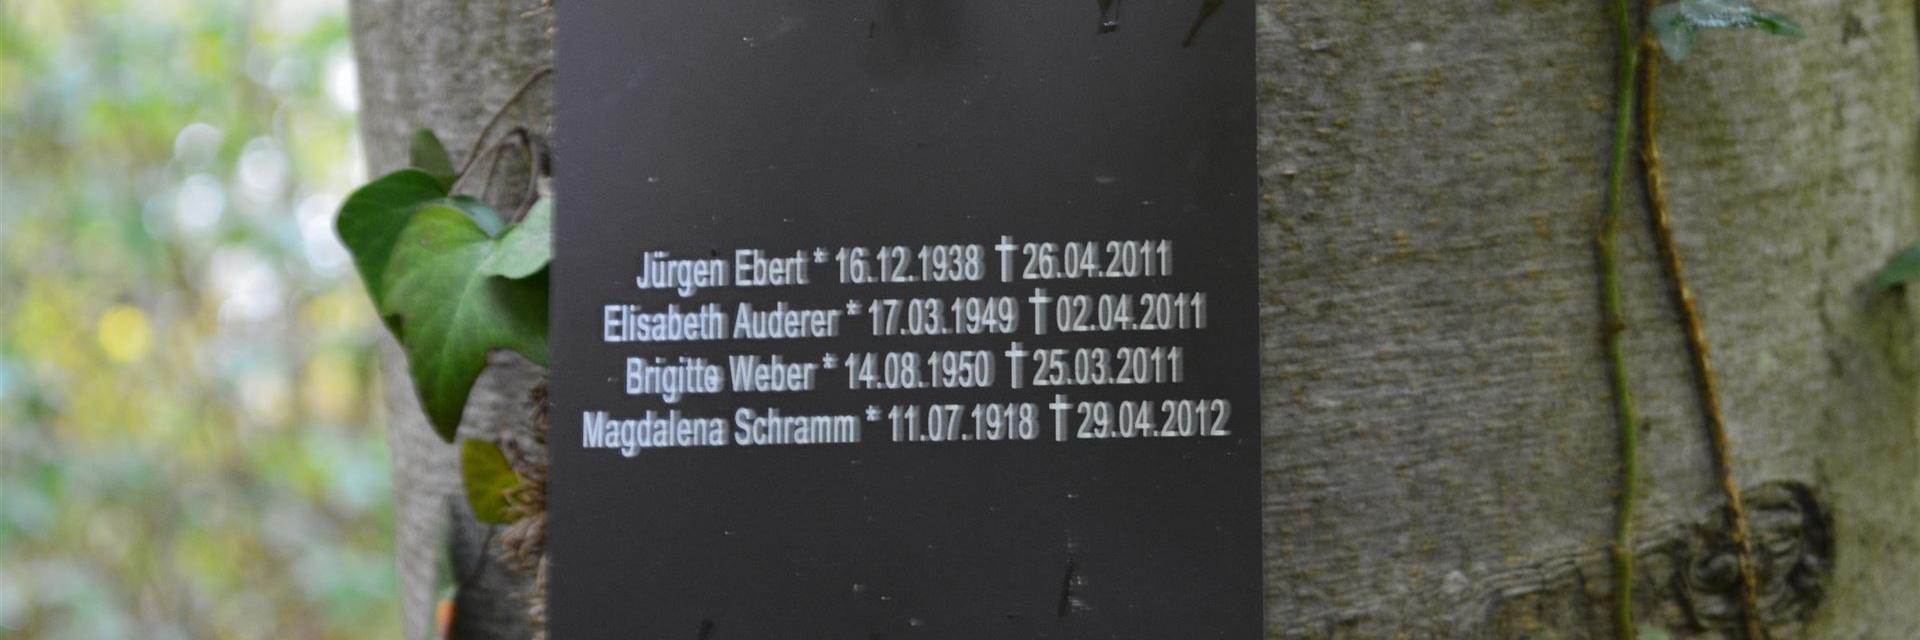 Jürgen Ebert * 16.12.1938 †26.04.2011
Elisabeth Auderer * 17.03.1949 †02.04.2011
Brigitte Weber * 14.08.1950 †25.03.2011
Magdalena Schramm * 11.07.1918 †29.04.2012